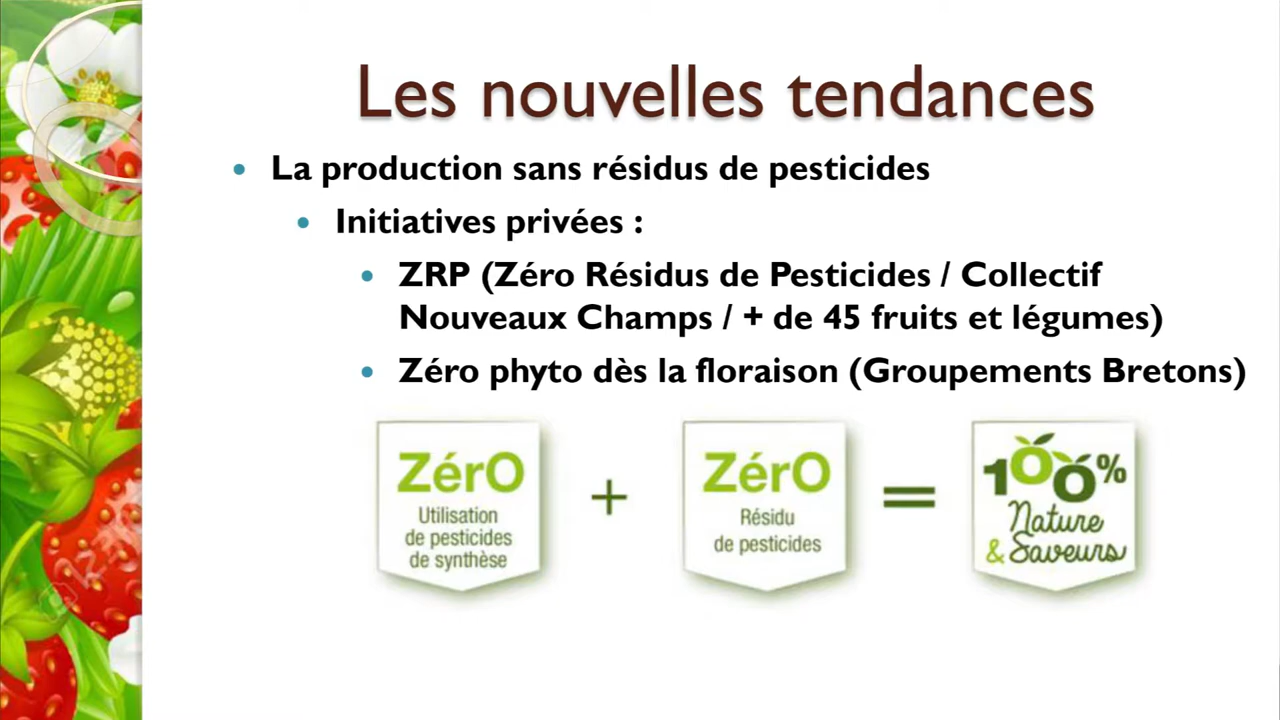 Les nouvelles tendances
• La production sans résidus de pesticides
• Initiatives privées :
• ZRP (Zéro Résidus de Pesticides / Collectif
Nouveaux Champs / + de 45 fruits et légumes)
• Zéro phyto dès la floraison (Groupements Bretons)
ZérO
Utilisation
de pesticides
de synthèse
+
ZérO
Résidu
de pesticides
=
100%
Nature
& Saveurs